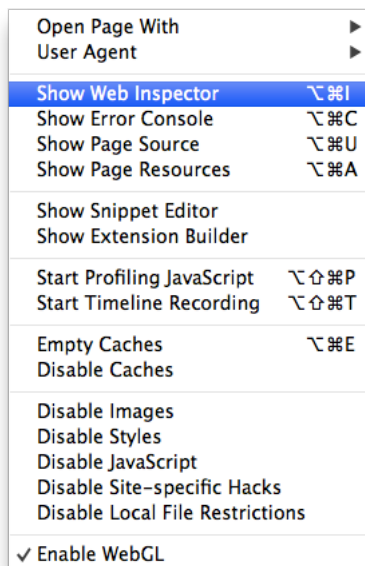 Open Page With ▶
User Agent ▶
Show Web Inspector ⌥⌘I
Show Error Console ⌥⌘C
Show Page Source ⌥⌘U
Show Page Resources ⌥⌘A
Show Snippet Editor
Show Extension Builder
Start Profiling JavaScript ⌥⇧⌘P
Start Timeline Recording ⌥⇧⌘T
Empty Caches ⌥⌘E
Disable Caches
Disable Images
Disable Styles
Disable JavaScript
Disable Site-specific Hacks
Disable Local File Restrictions
✓ Enable WebGL